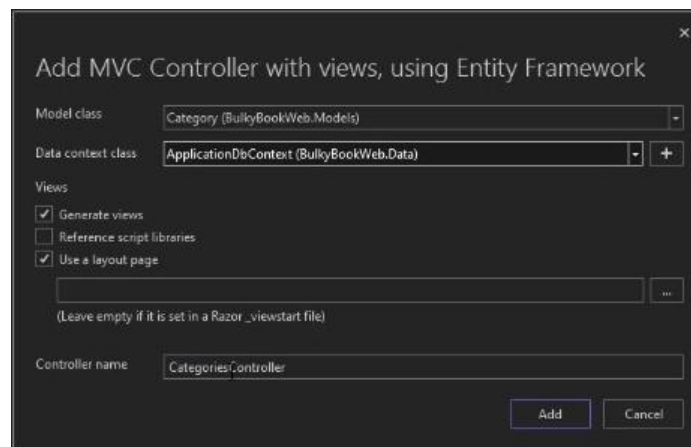 Add MVC Controller with views, using Entity Framework
Model class Category (BulkyBookWeb.Models)
Data context class ApplicationDbContext (BulkyBookWeb.Data)
Views
Generate views
Reference script libraries
Use a layout page
...
(Leave empty if it is set in a Razor _viewstart file)
Controller name CategoriesController
Add Cancel